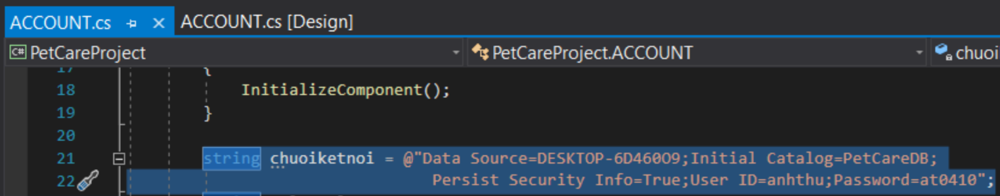 ACCOUNT.cs ACCOUNT.cs [Design]
C# PetCareProject PetCareProject.ACCOUNT chuoi
17 {
18 InitializeComponent();
19 }
20
21 string chuoiketnoi = @"Data Source=DESKTOP-6D460O9;Initial Catalog=PetCareDB;
22 Persist Security Info=True;User ID=anhthu;Password=at0410";